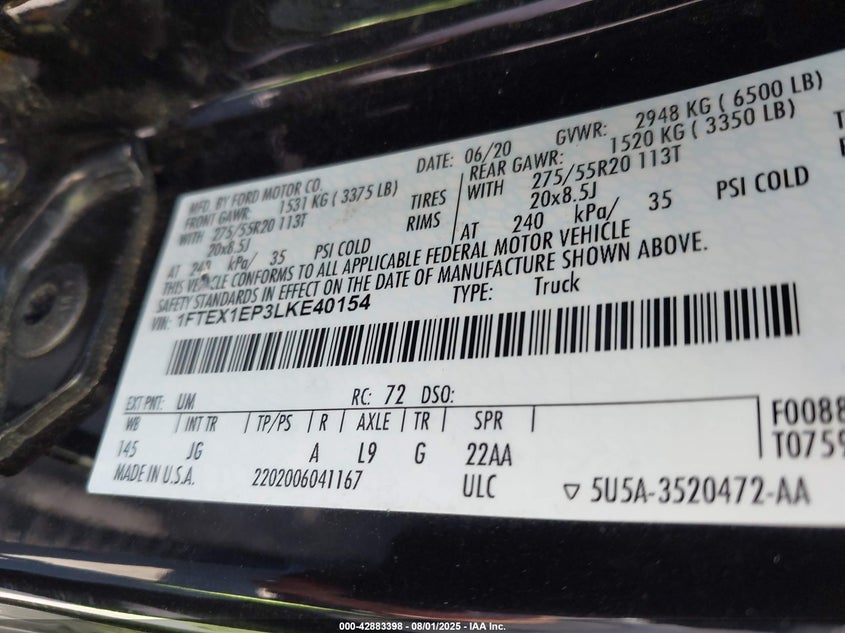 MFD. BY FORD MOTOR CO.
DATE: 06/20 GVWR: 2948 KG ( 6500 LB)
FRONT GAWR: 1531 KG ( 3375 LB) REAR GAWR: 1520 KG ( 3350 LB)
WITH 275/55R20 113T TIRES WITH 275/55R20 113T
20x8.5J RIMS 20x8.5J
AT 240 kPa/ 35 PSI COLD AT 240 kPa/ 35 PSI COLD
THIS VEHICLE CONFORMS TO ALL APPLICABLE FEDERAL MOTOR VEHICLE
SAFETY STANDARDS IN EFFECT ON THE DATE OF MANUFACTURE SHOWN ABOVE.
VIN: 1FTEX1EP3LKE40154 TYPE: Truck
EXT PNT: UM RC: 72 DSO:
WB INT TR TP/PS R AXLE TR SPR
145 JG A L9 G 22AA
F0088
T0759
MADE IN U.S.A. 2202006041167 ULC ▽ 5U5A-3520472-AA
000-42883398 - 08/01/2025 - IAA Inc.